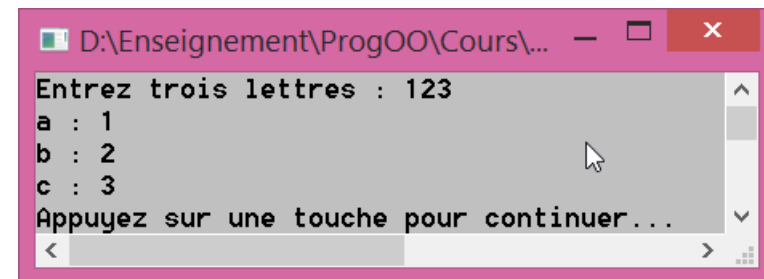 D:\Enseignement\ProgOO\Cours\...
Entrez trois lettres : 123
a : 1
b : 2
c : 3
Appuyez sur une touche pour continuer...